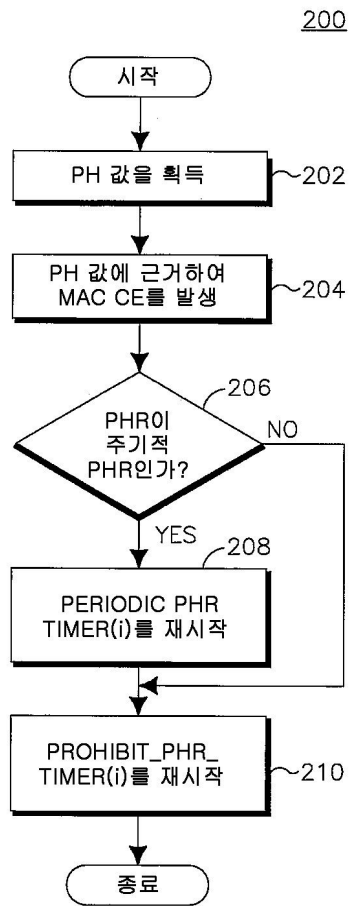 200
시작
PH 값을 획득
202
PH 값에 근거하여
MAC CE를 발생
204
206
PHR이
주기적
PHR인가?
NO
YES
208
PERIODIC PHR
TIMER(i)를 재시작
PROHIBIT_PHR_
TIMER(i)를 재시작
210
종료